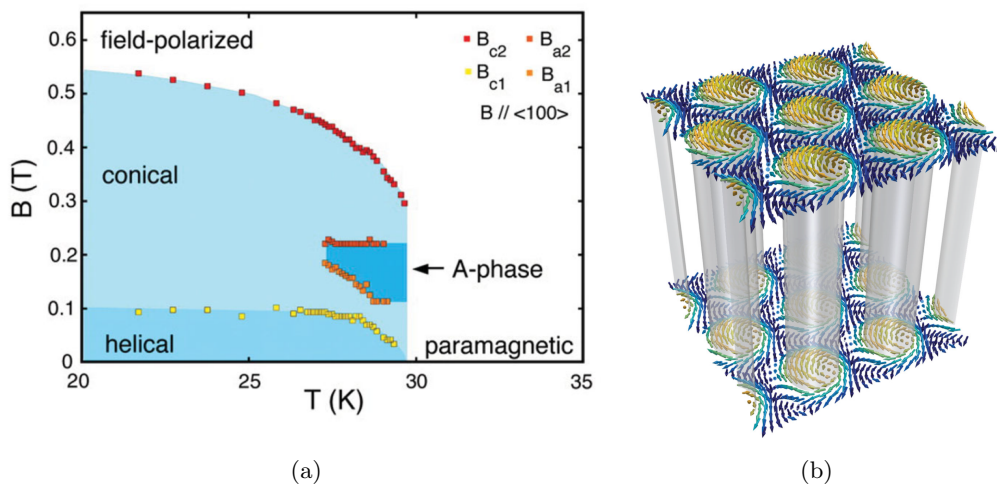 0.6
0.5
0.4
0.3
0.2
0.1
0
B (T)
field-polarized
B_c2 B_a2
B_c1 B_a1
B // <100>
conical
A-phase
helical
paramagnetic
20 25 30 35
T (K)
(a) (b)